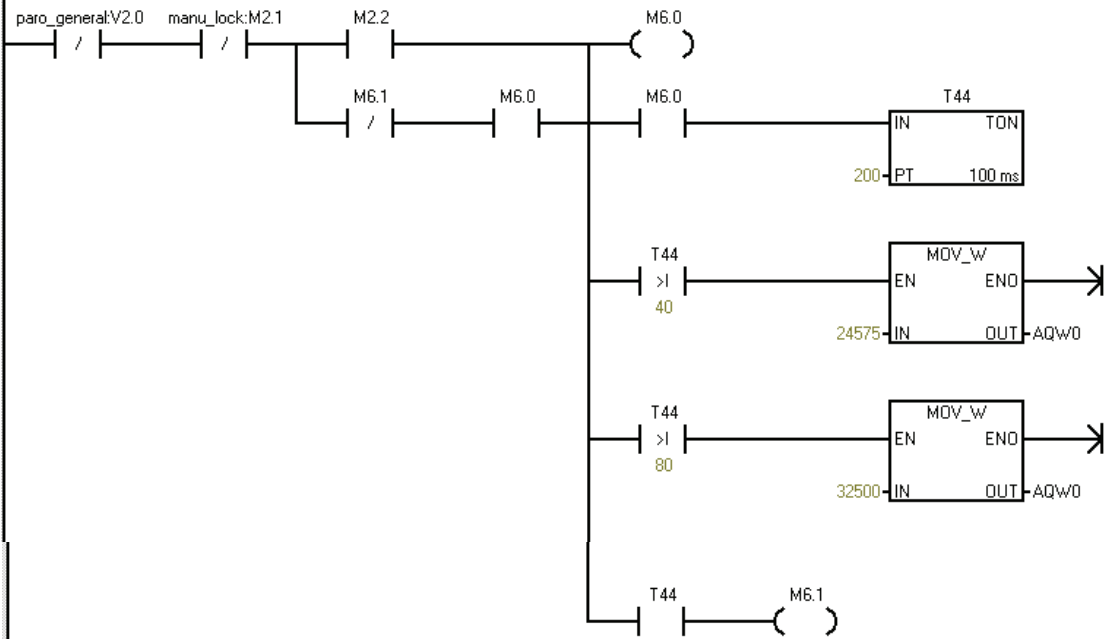 paro_general:V2.0 manu_lock:M2.1 M2.2 M6.0
/ /
M6.1 M6.0 M6.0 T44
/ IN TON
200 PT 100 ms
T44 MOV_W
>I EN ENO
40
24575 IN OUT AQW0
T44 MOV_W
>I EN ENO
80
32500 IN OUT AQW0
T44 M6.1